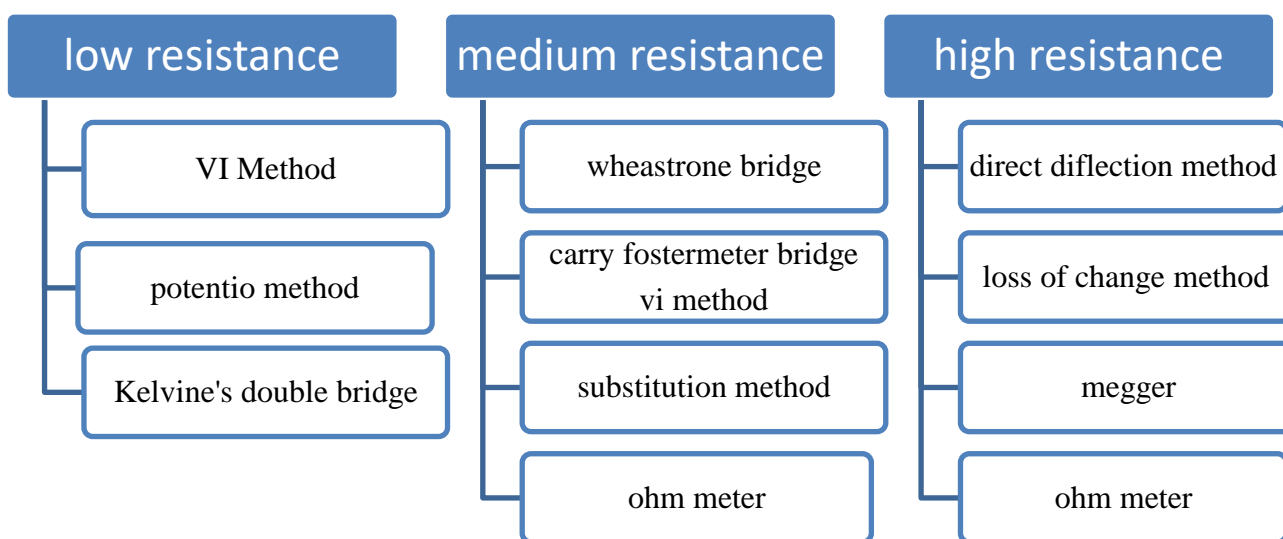 low resistance
VI Method
potentio method
Kelvine's double bridge
medium resistance
wheastrone bridge
carry fostermeter bridge
vi method
substitution method
ohm meter
high resistance
direct diflection method
loss of change method
megger
ohm meter